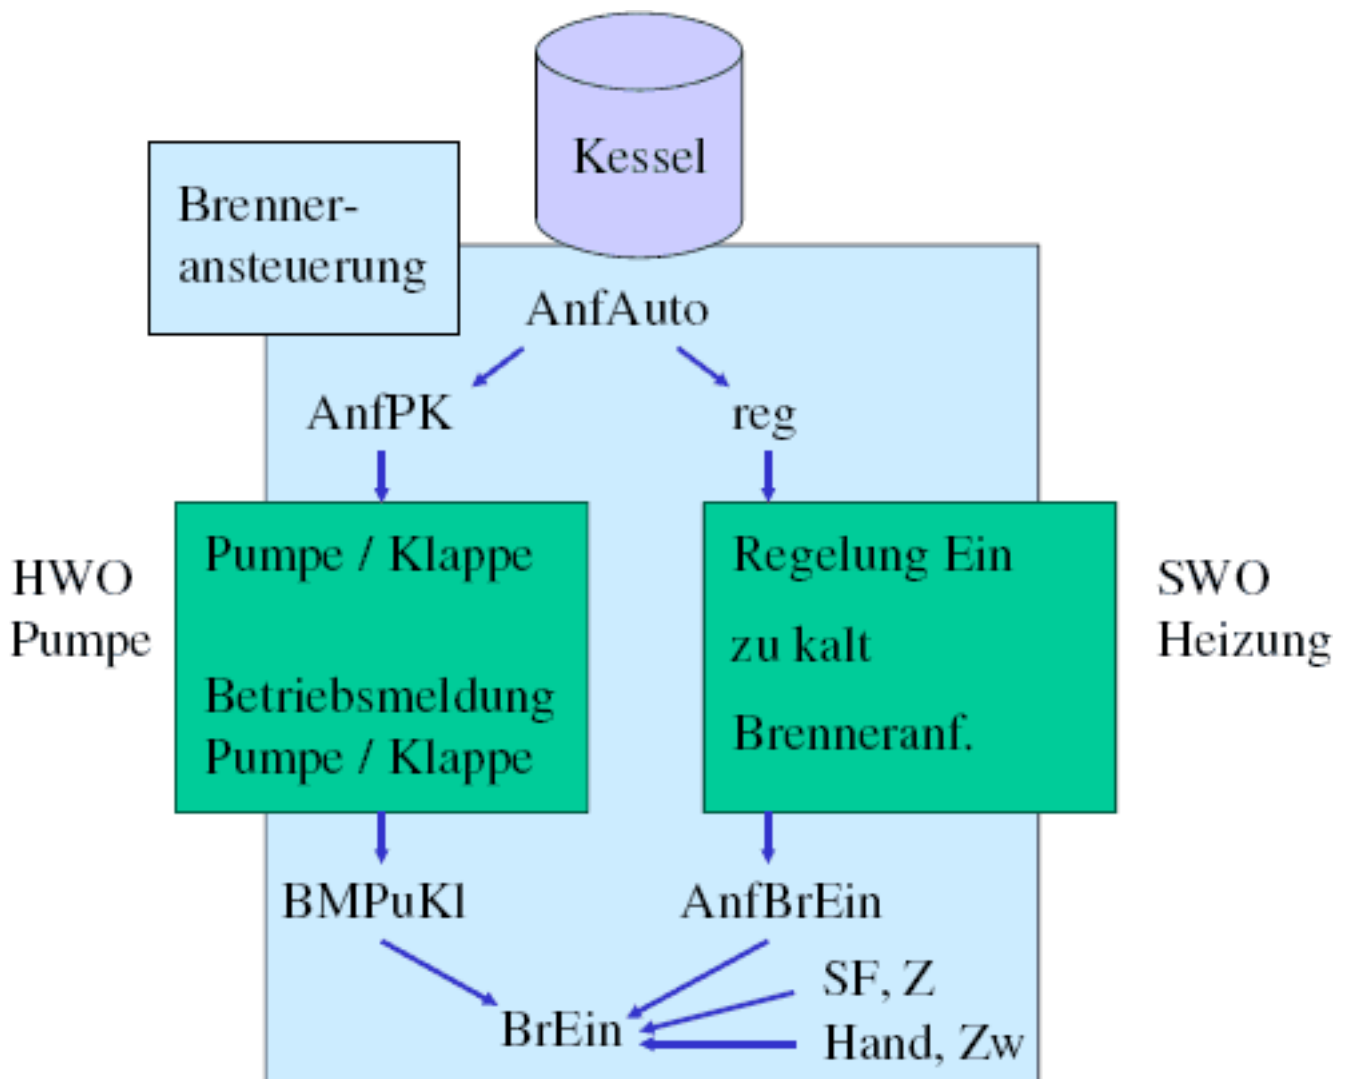 Kessel
Brenner-
ansteuerung
AnfAuto
AnfPK
reg
HWO
Pumpe
Pumpe / Klappe
Betriebsmeldung
Pumpe / Klappe
Regelung Ein
zu kalt
Brenneranf.
SWO
Heizung
BMPuKl
AnfBrEin
SF, Z
BrEin
Hand, Zw